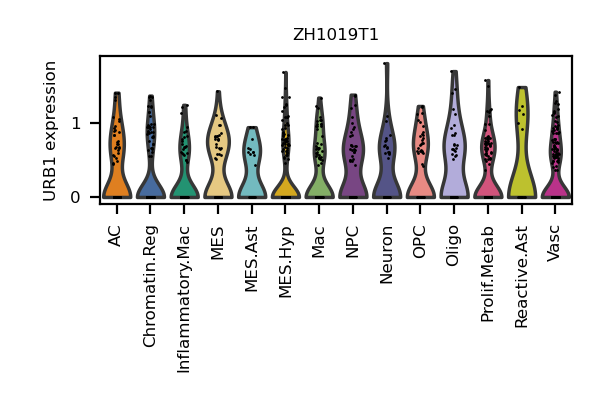 ZH1019T1
URB1 expression
1
0
AC
Chromatin.Reg
Inflammatory.Mac
MES
MES.Ast
MES.Hyp
Mac
NPC
Neuron
OPC
Oligo
Prolif.Metab
Reactive.Ast
Vasc